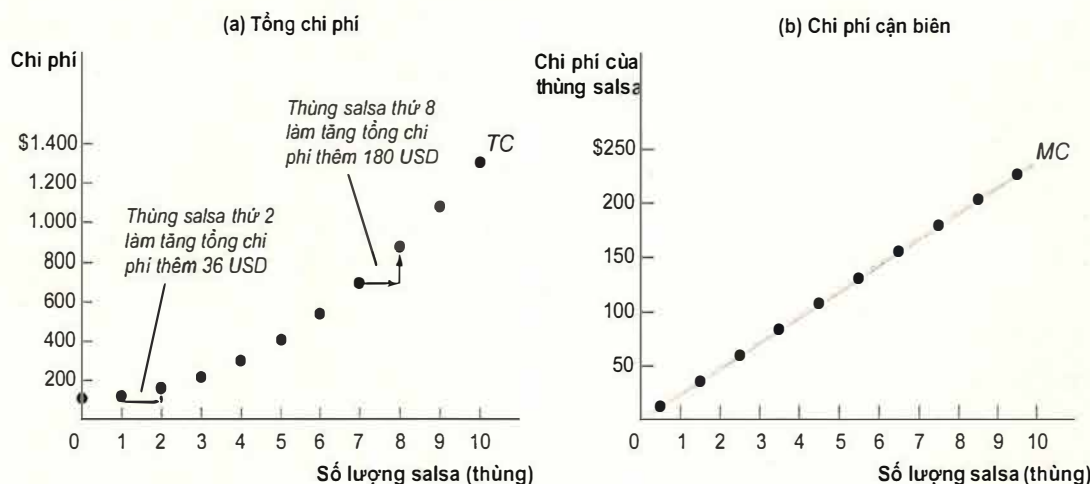 (a) Tổng chi phí
Chi phí
$1.400
1.200
1.000
800
600
400
200
0 1 2 3 4 5 6 7 8 9 10
Số lượng salsa (thùng)
Thùng salsa thứ 2
làm tăng tổng chi
phí thêm 36 USD
Thùng salsa thứ 8
làm tăng tổng chi
phí thêm 180 USD
TC
(b) Chi phí cận biên
Chi phí của
thùng salsa
$250
200
150
100
50
0 1 2 3 4 5 6 7 8 9 10
Số lượng salsa (thùng)
MC